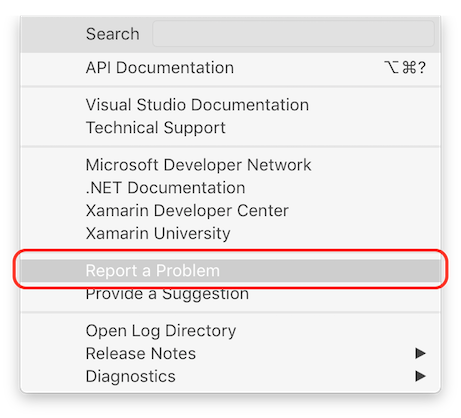 Search
API Documentation ⌥⌘?
Visual Studio Documentation
Technical Support
Microsoft Developer Network
.NET Documentation
Xamarin Developer Center
Xamarin University
Report a Problem
Provide a Suggestion
Open Log Directory
Release Notes
Diagnostics